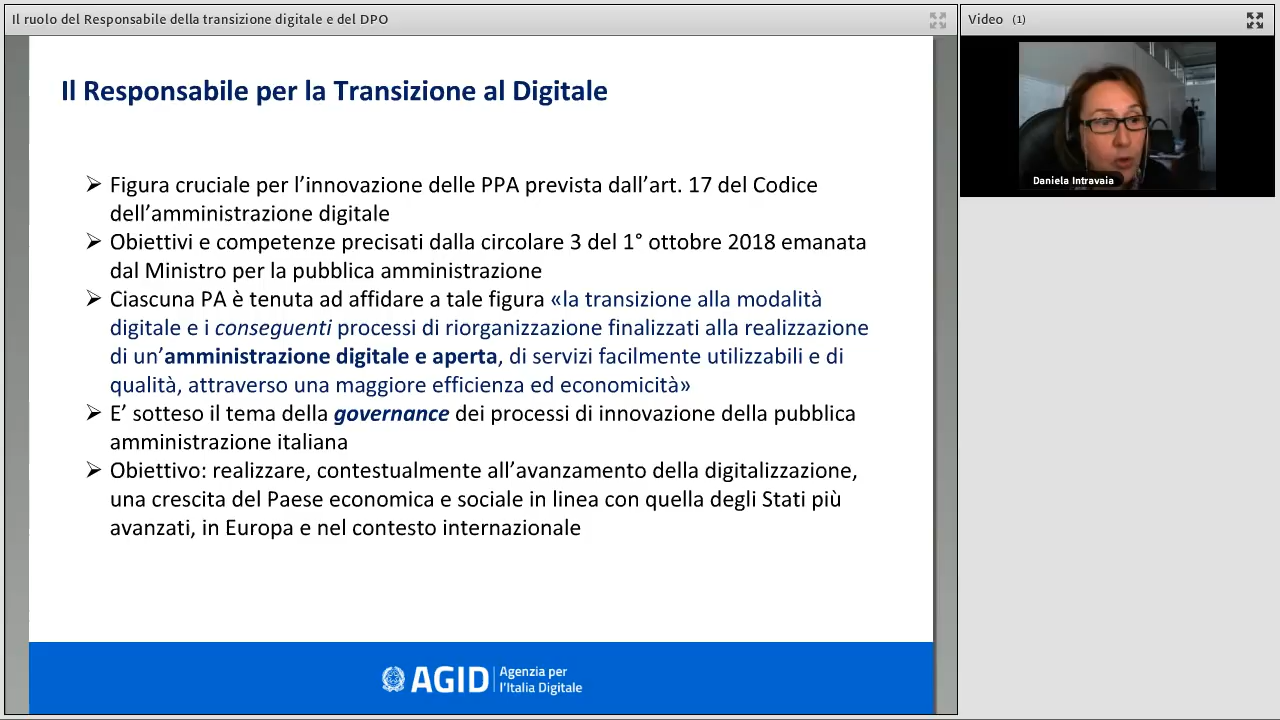 Il ruolo del Responsabile della transizione digitale e del DPO
Video (1)
Daniela Intravaia
Il Responsabile per la Transizione al Digitale
Figura cruciale per l’innovazione delle PPA prevista dall’art. 17 del Codice
dell’amministrazione digitale
Obiettivi e competenze precisati dalla circolare 3 del 1° ottobre 2018 emanata
dal Ministro per la pubblica amministrazione
Ciascuna PA è tenuta ad affidare a tale figura «la transizione alla modalità
digitale e i conseguenti processi di riorganizzazione finalizzati alla realizzazione
di un’amministrazione digitale e aperta, di servizi facilmente utilizzabili e di
qualità, attraverso una maggiore efficienza ed economicità»
E’ sotteso il tema della governance dei processi di innovazione della pubblica
amministrazione italiana
Obiettivo: realizzare, contestualmente all’avanzamento della digitalizzazione,
una crescita del Paese economica e sociale in linea con quella degli Stati più
avanzati, in Europa e nel contesto internazionale
AGID
Agenzia per
l’Italia Digitale